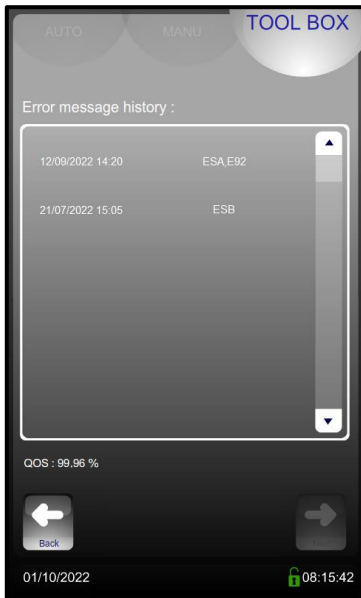 AUTO MANU TOOL BOX
Error message history :
12/09/2022 14:20 ESA,E92
21/07/2022 15:05 ESB
QOS : 99,96 %
Back
01/10/2022 08:15:42